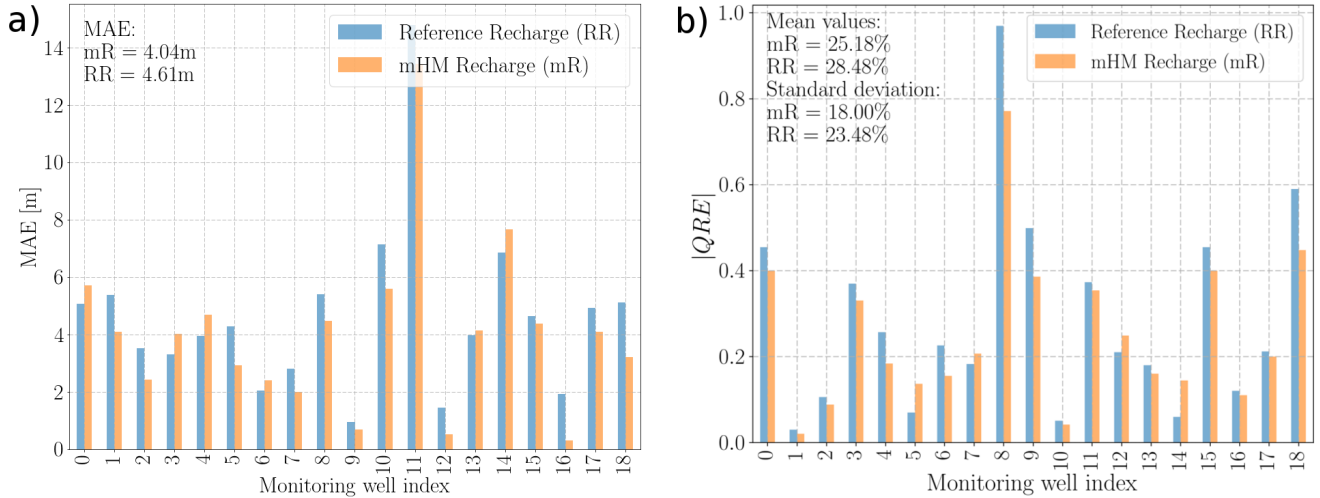 a)
MAE:
mR = 4.04m
RR = 4.61m
Reference Recharge (RR)
mHM Recharge (mR)
MAE [m]
14
12
10
8
6
4
2
0
0 1 2 3 4 5 6 7 8 9 10 11 12 13 14 15 16 17 18
Monitoring well index
b)
Mean values:
mR = 25.18%
RR = 28.48%
Standard deviation:
mR = 18.00%
RR = 23.48%
Reference Recharge (RR)
mHM Recharge (mR)
|QRE|
1.0
0.8
0.6
0.4
0.2
0.0
0 1 2 3 4 5 6 7 8 9 10 11 12 13 14 15 16 17 18
Monitoring well index